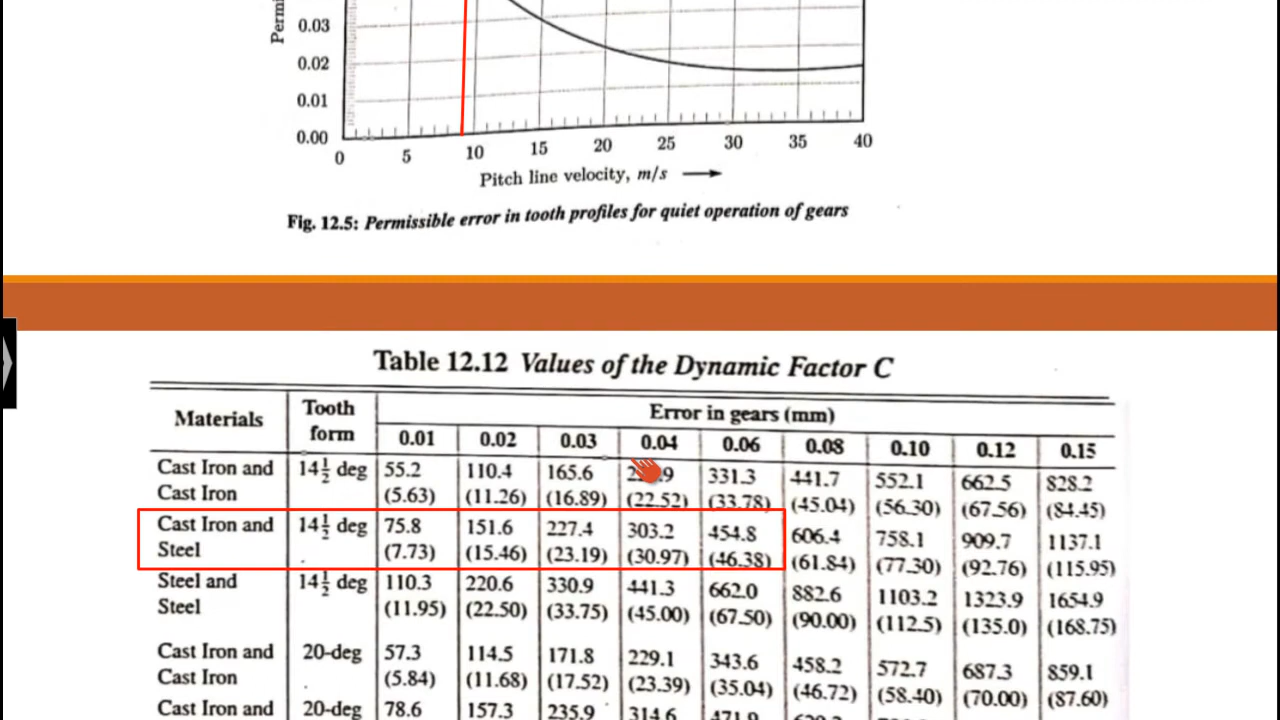 Permi
0.03
0.02
0.01
0.00
0 5 10 15 20 25 30 35 40
Pitch line velocity, m/s
Fig. 12.5: Permissible error in tooth profiles for quiet operation of gears
Table 12.12 Values of the Dynamic Factor C
Materials Tooth form Error in gears (mm)
0.01 0.02 0.03 0.04 0.06 0.08 0.10 0.12 0.15
Cast Iron and 14½ deg 55.2 110.4 165.6 331.3 441.7 552.1 662.5 828.2
Cast Iron (5.63) (11.26) (16.89) (22.52) (33.78) (45.04) (56.30) (67.56) (84.45)
Cast Iron and 14½ deg 75.8 151.6 227.4 303.2 454.8 606.4 758.1 909.7 1137.1
Steel (7.73) (15.46) (23.19) (30.97) (46.38) (61.84) (77.30) (92.76) (115.95)
Steel and 14½ deg 110.3 220.6 330.9 441.3 662.0 882.6 1103.2 1323.9 1654.9
Steel (11.95) (22.50) (33.75) (45.00) (67.50) (90.00) (112.5) (135.0) (168.75)
Cast Iron and 20-deg 57.3 114.5 171.8 229.1 343.6 458.2 572.7 687.3 859.1
Cast Iron (5.84) (11.68) (17.52) (23.39) (35.04) (46.72) (58.40) (70.00) (87.60)
Cast Iron and 20-deg 78.6 157.3 235.9 314.6